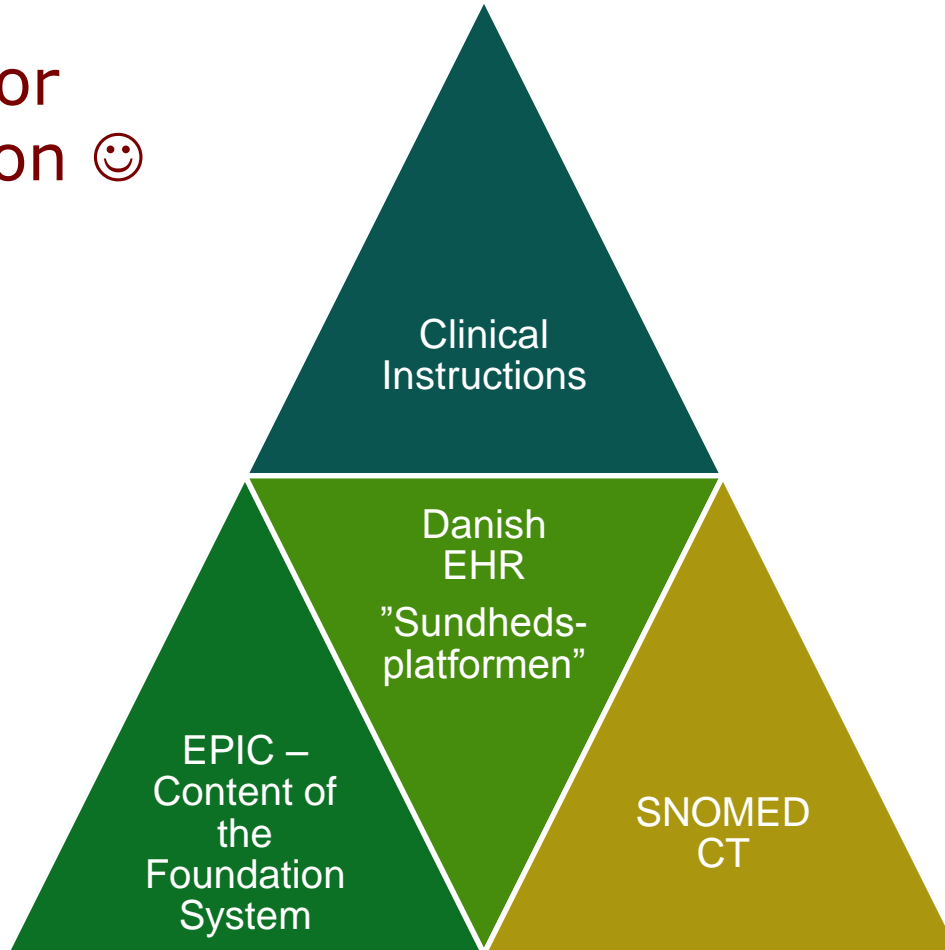 or
on ☺
Clinical
Instructions
Danish
EHR
”Sundheds-
platformen”
EPIC –
Content of
the
Foundation
System
SNOMED
CT